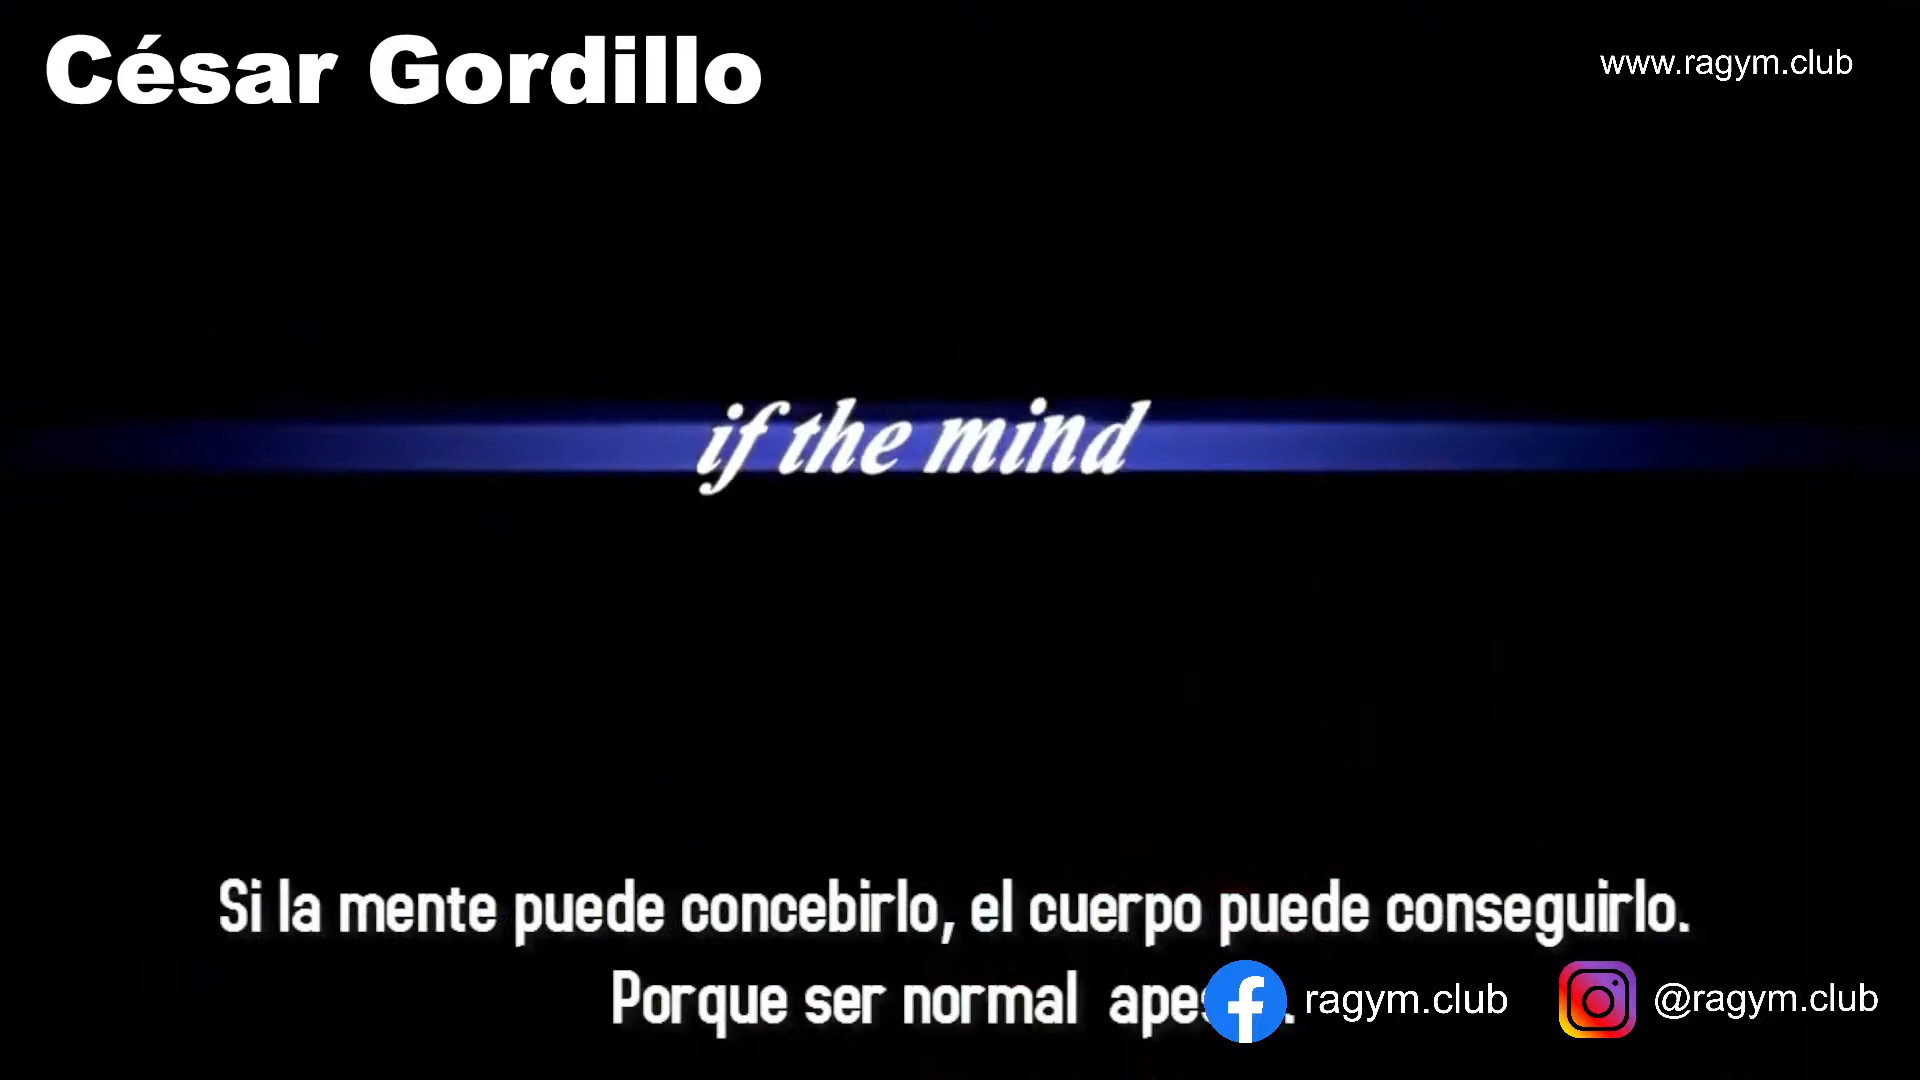 César Gordillo
www.ragym.club
if the mind
Si la mente puede concebirlo, el cuerpo puede conseguirlo.
Porque ser normal
ragym.club
@ragym.club